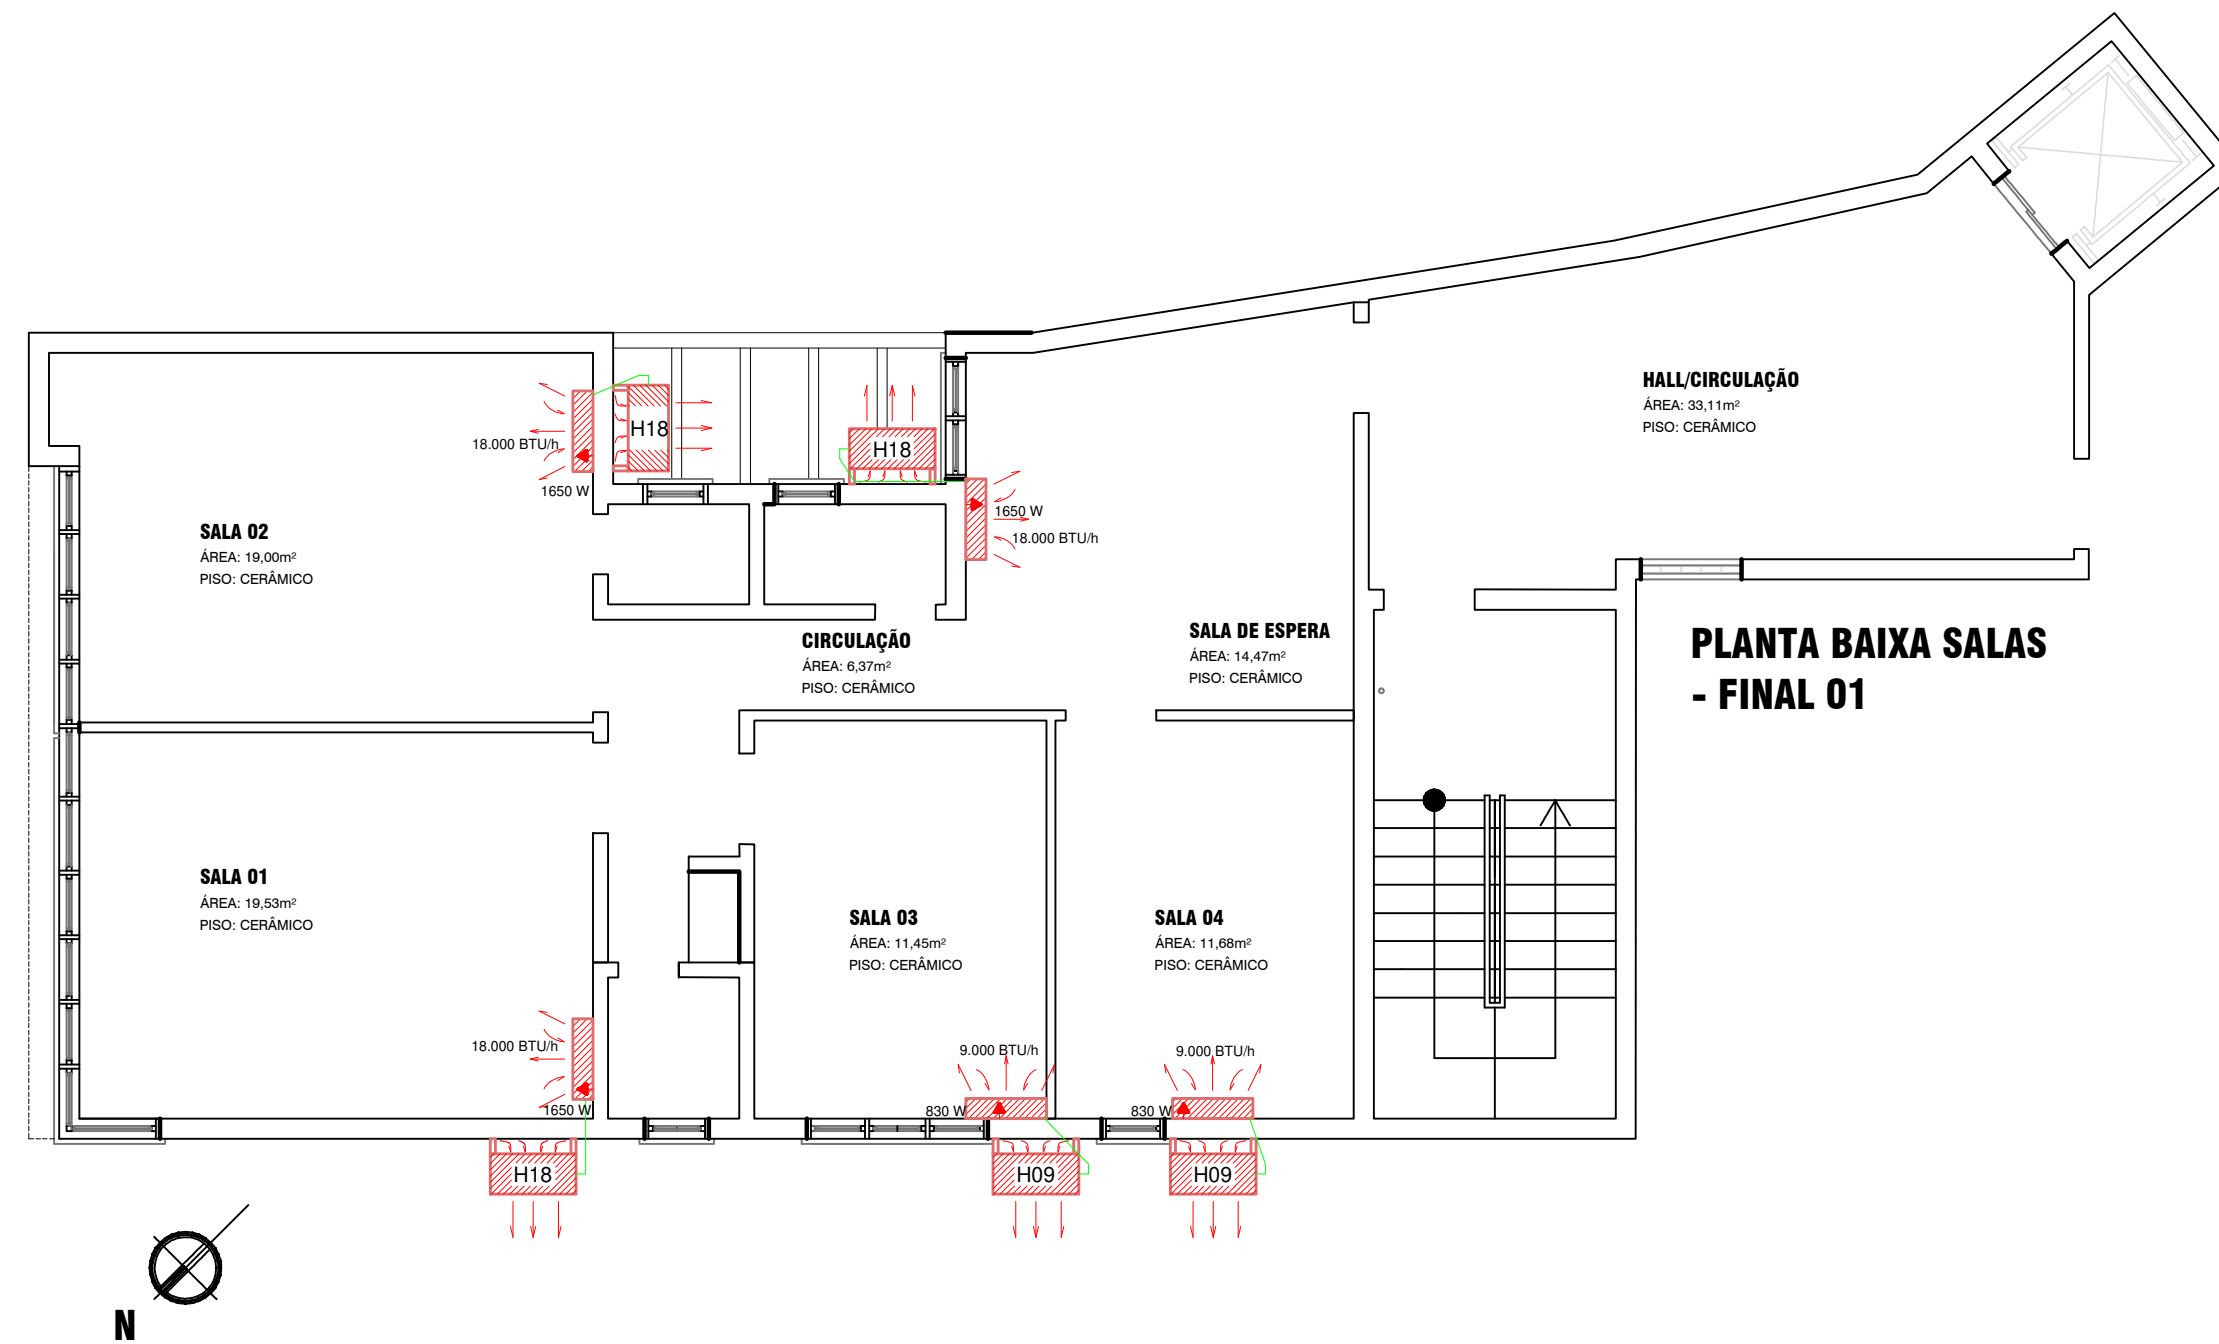 HALL/CIRCULAÇÃO
ÁREA: 33,11m²
PISO: CERÂMICO
H18
H18
18.000 BTU/h
1650 W
1650 W
18.000 BTU/h
SALA 02
ÁREA: 19,00m²
PISO: CERÂMICO
CIRCULAÇÃO
ÁREA: 6,37m²
PISO: CERÂMICO
SALA DE ESPERA
ÁREA: 14,47m²
PISO: CERÂMICO
PLANTA BAIXA SALAS
- FINAL 01
SALA 01
ÁREA: 19,53m²
PISO: CERÂMICO
SALA 03
ÁREA: 11,45m²
PISO: CERÂMICO
SALA 04
ÁREA: 11,68m²
PISO: CERÂMICO
18.000 BTU/h
1650 W
9.000 BTU/h
830 W
9.000 BTU/h
830 W
H18
H09
H09
N